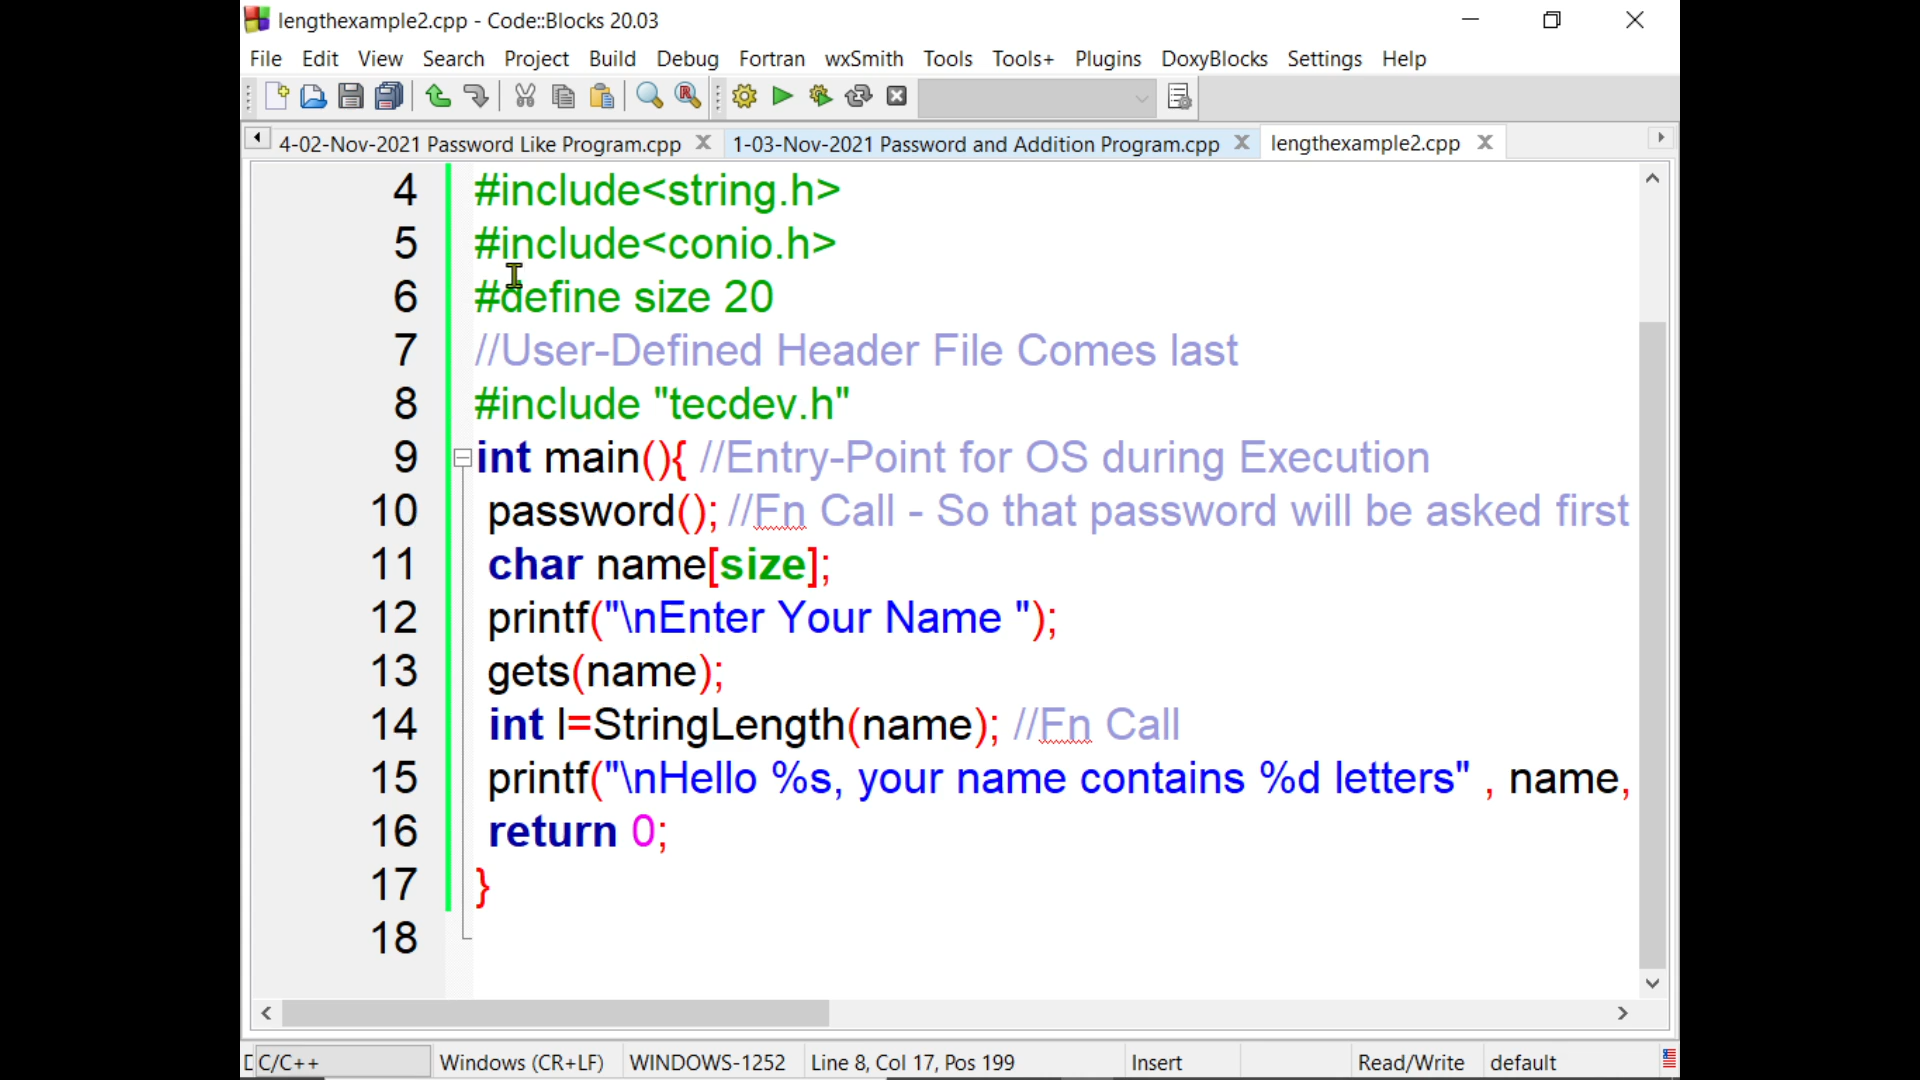 lengthexample2.cpp - Code::Blocks 20.03
File Edit View Search Project Build Debug Fortran wxSmith Tools Tools+ Plugins DoxyBlocks Settings Help
4-02-Nov-2021 Password Like Program.cpp 1-03-Nov-2021 Password and Addition Program.cpp lengthexample2.cpp
4 #include<string.h>
5 #include<conio.h>
6 #define size 20
7 //User-Defined Header File Comes last
8 #include "tecdev.h"
9 int main(){ //Entry-Point for OS during Execution
10 password(); //Fn Call - So that password will be asked first
11 char name[size];
12 printf("\nEnter Your Name ");
13 gets(name);
14 int l=StringLength(name); //Fn Call
15 printf("\nHello %s, your name contains %d letters" , name,
16 return 0;
17 }
18
C/C++ Windows (CR+LF) WINDOWS-1252 Line 8, Col 17, Pos 199 Insert Read/Write default